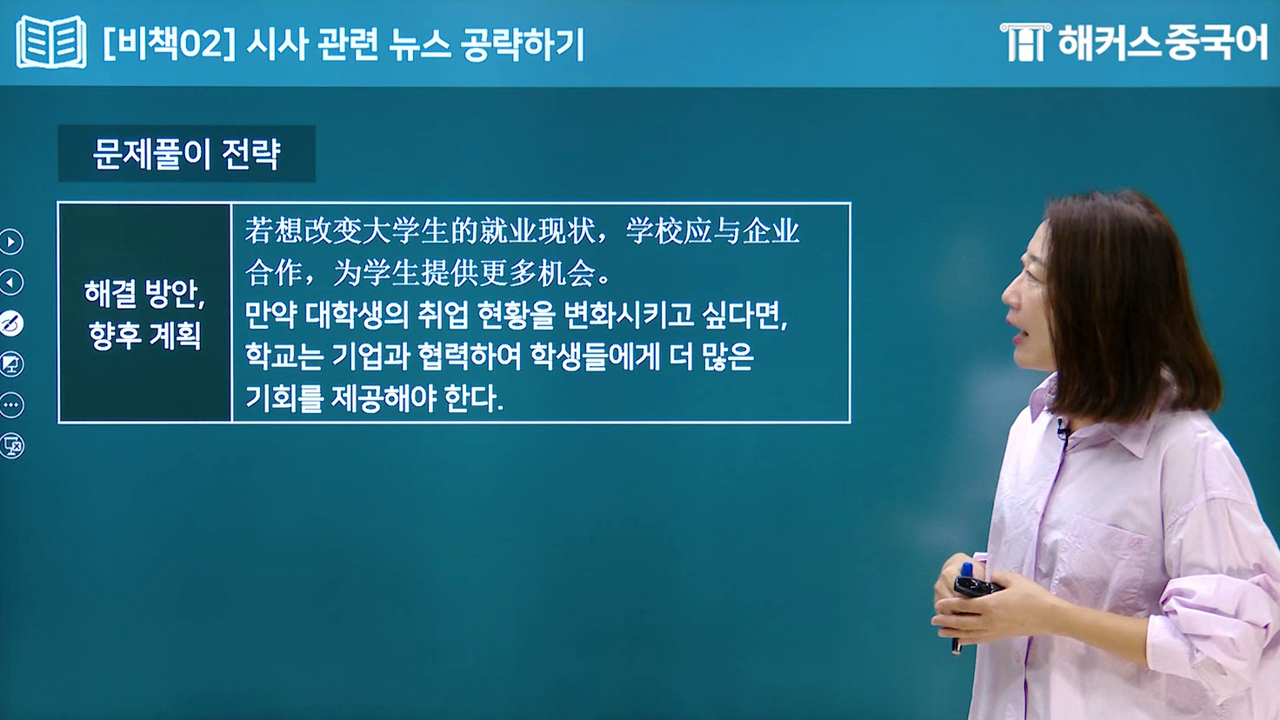 [비책02] 시사 관련 뉴스 공략하기
해커스중국어
문제풀이 전략
해결 방안,
향후 계획
若想改变大学生的就业现状，学校应与企业
合作，为学生提供更多机会。
만약 대학생의 취업 현황을 변화시키고 싶다면,
학교는 기업과 협력하여 학생들에게 더 많은
기회를 제공해야 한다.